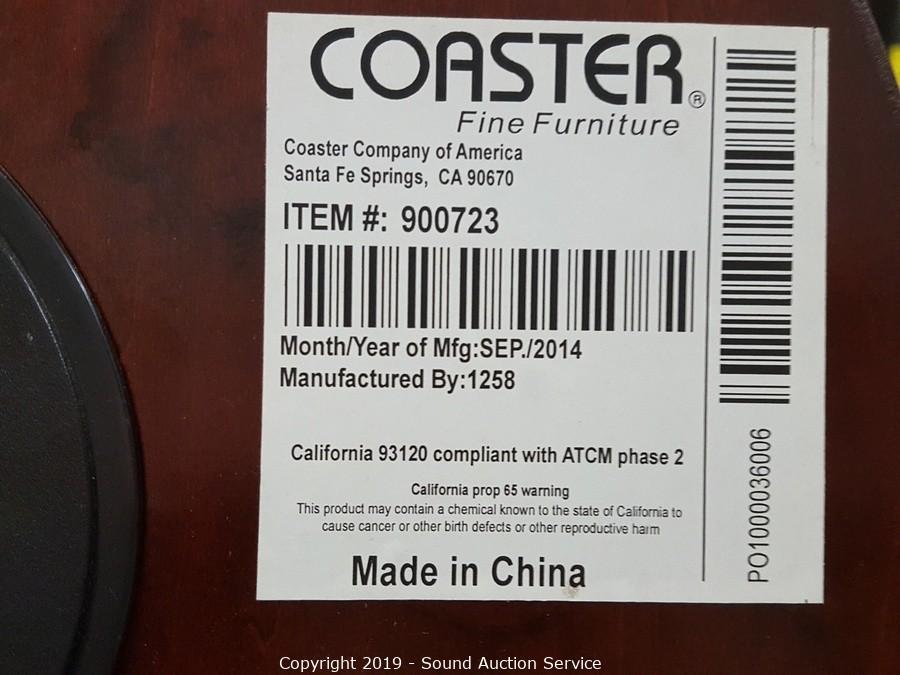 COASTER®
Fine Furniture
Coaster Company of America
Santa Fe Springs, CA 90670
ITEM #: 900723
Month/Year of Mfg:SEP./2014
Manufactured By:1258
California 93120 compliant with ATCM phase 2
California prop 65 warning
This product may contain a chemical known to the state of California to
cause cancer or other birth defects or other reproductive harm
Made in China
PO1000036006
Copyright 2019 - Sound Auction Service